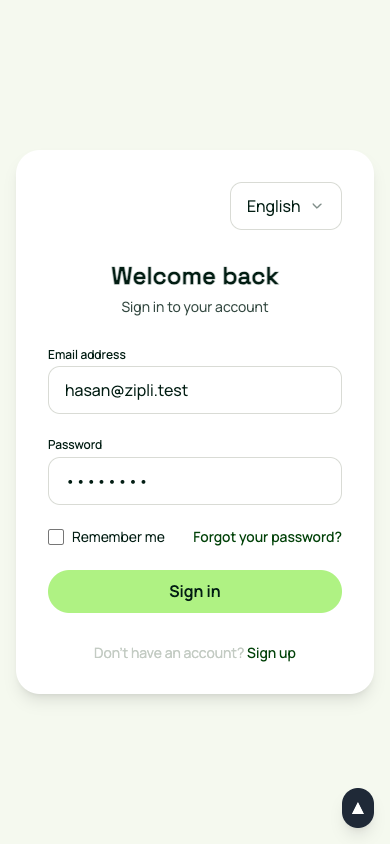 English
Welcome back
Sign in to your account
Email address
hasan@zipli.test
Password
••••••••
Remember me
Forgot your password?
Sign in
Don't have an account? Sign up